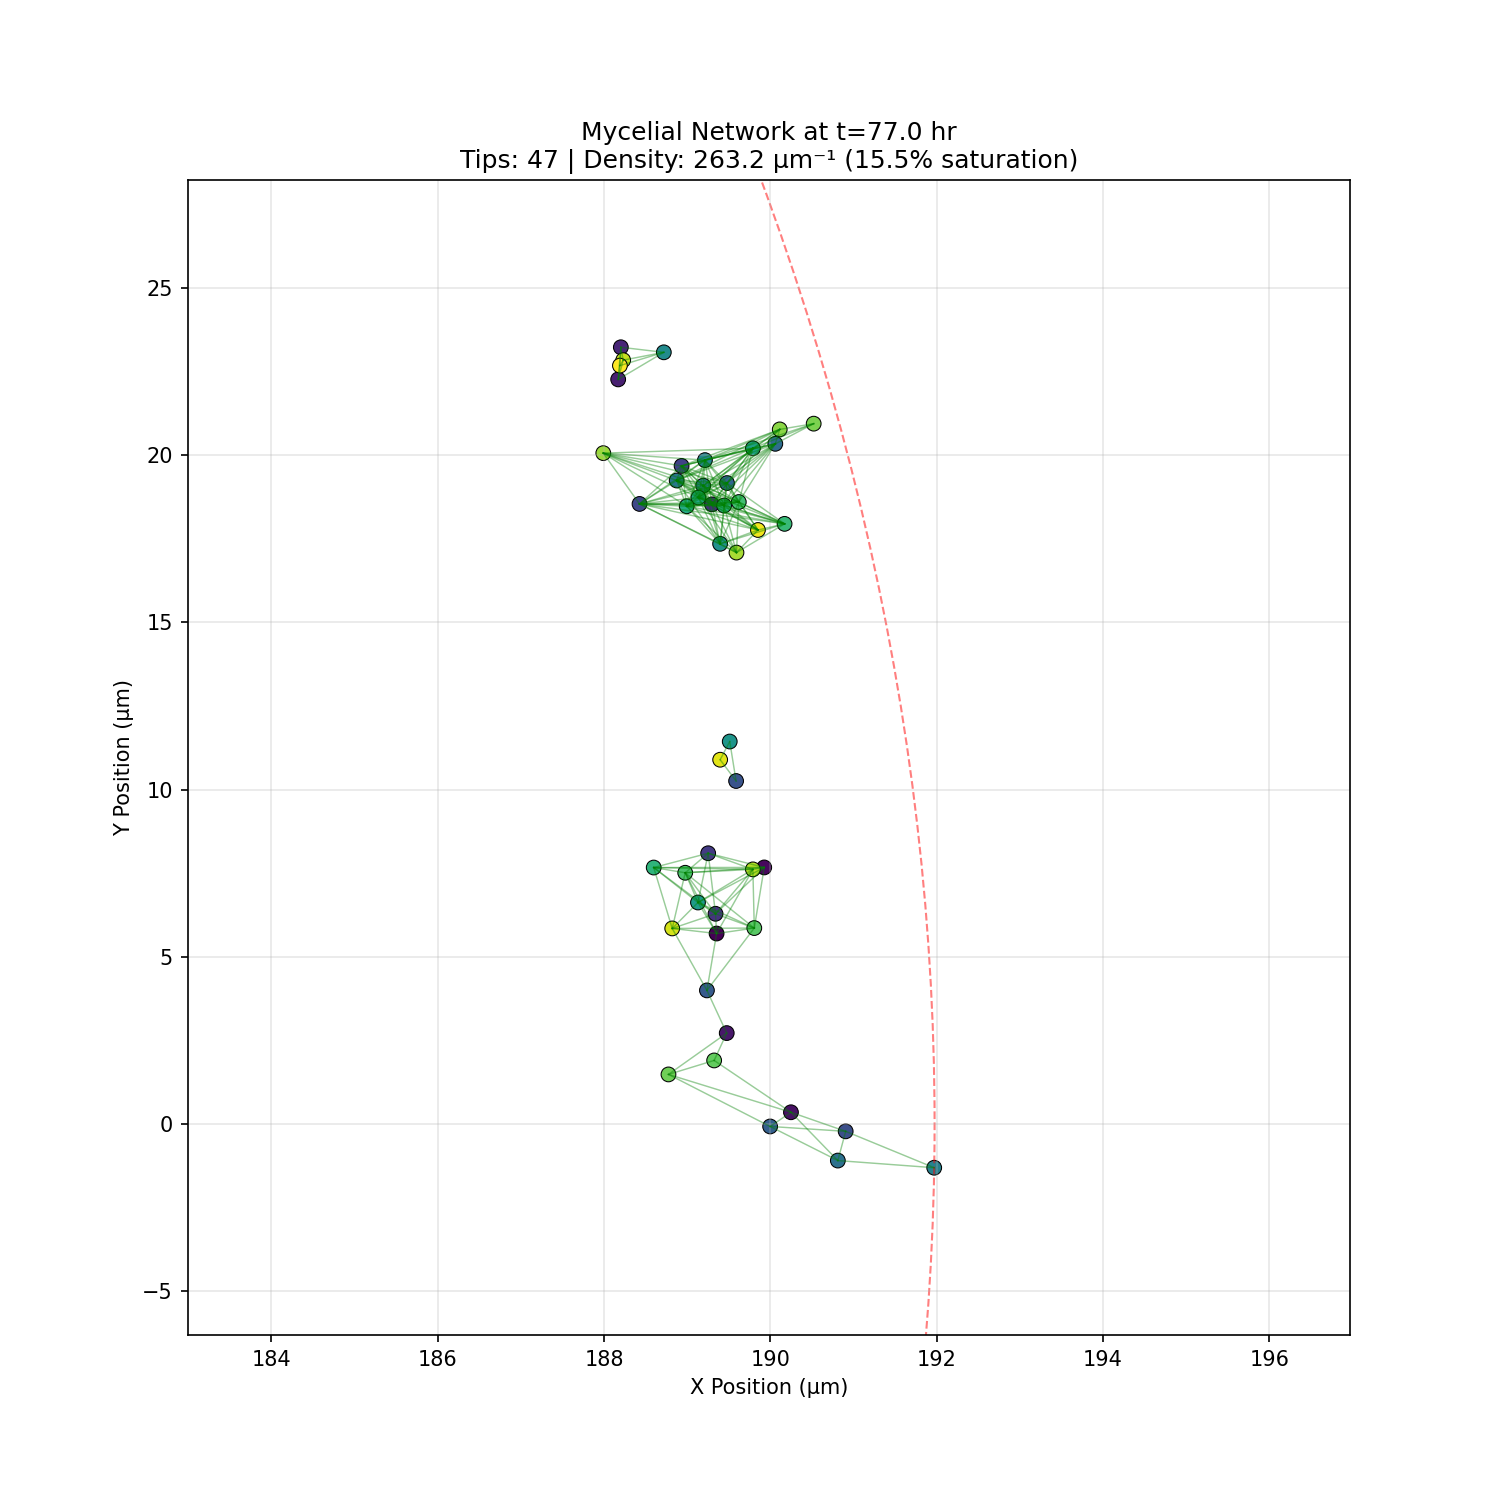 Mycelial Network at t=77.0 hr
Tips: 47 | Density: 263.2 µm⁻¹ (15.5% saturation)
Y Position (µm)
25
20
15
10
5
0
−5
184 186 188 190 192 194 196
X Position (µm)